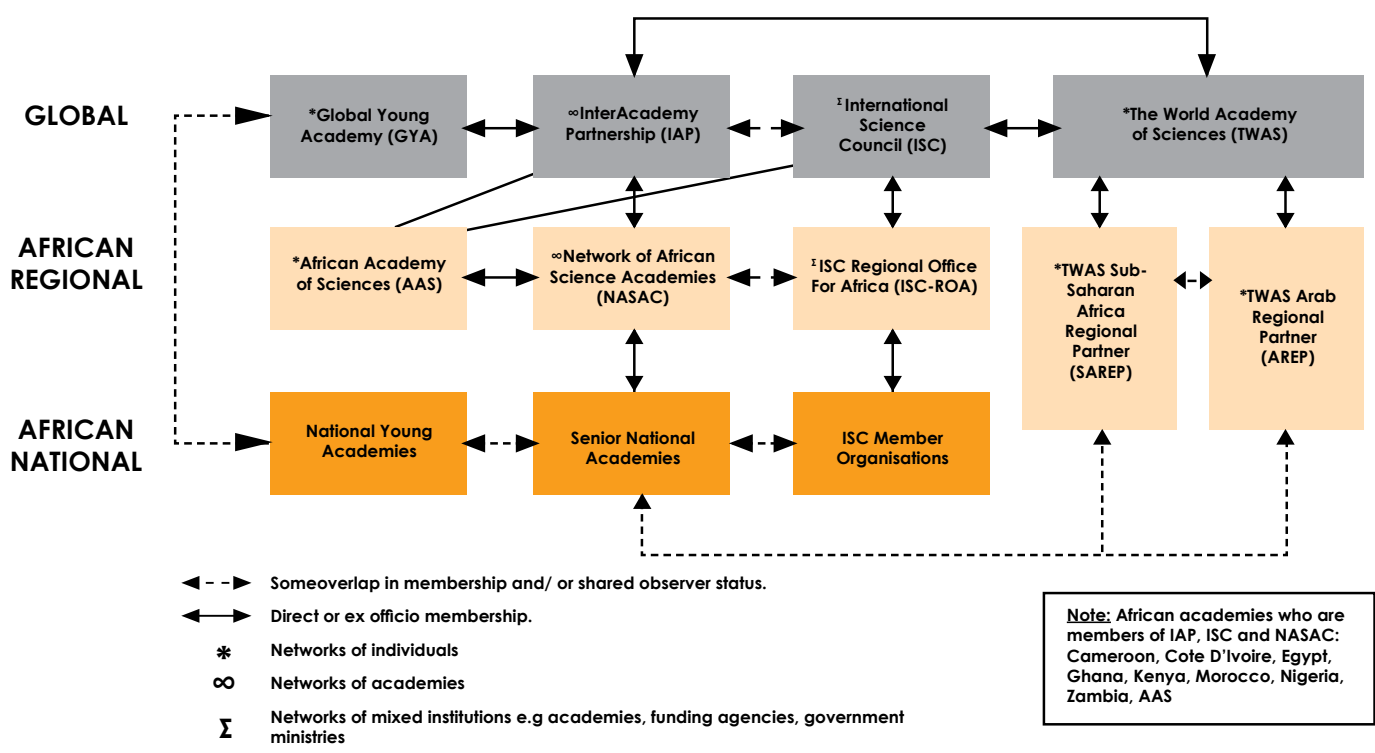 GLOBAL
*Global Young
Academy (GYA)
∞InterAcademy
Partnership (IAP)
Σ International
Science
Council (ISC)
*The World Academy
of Sciences (TWAS)
AFRICAN
REGIONAL
*African Academy
of Sciences (AAS)
∞Network of African
Science Academies
(NASAC)
Σ ISC Regional Office
For Africa (ISC-ROA)
*TWAS Sub-
Saharan
Africa
Regional
Partner
(SAREP)
*TWAS Arab
Regional
Partner
(AREP)
AFRICAN
NATIONAL
National Young
Academies
Senior National
Academies
ISC Member
Organisations
Someoverlap in membership and/ or shared observer status.
Direct or ex officio membership.
* Networks of individuals
∞ Networks of academies
Σ Networks of mixed institutions e.g academies, funding agencies, government
ministries
Note: African academies who are
members of IAP, ISC and NASAC:
Cameroon, Cote D'Ivoire, Egypt,
Ghana, Kenya, Morocco, Nigeria,
Zambia, AAS